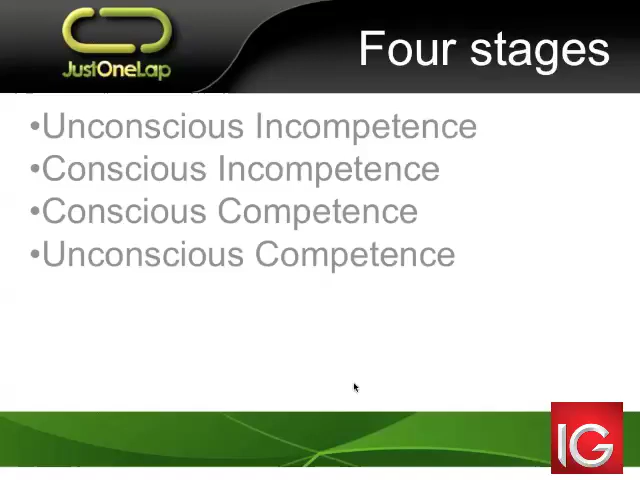 JustOneLap
Four stages
•Unconscious Incompetence
•Conscious Incompetence
•Conscious Competence
•Unconscious Competence
IG